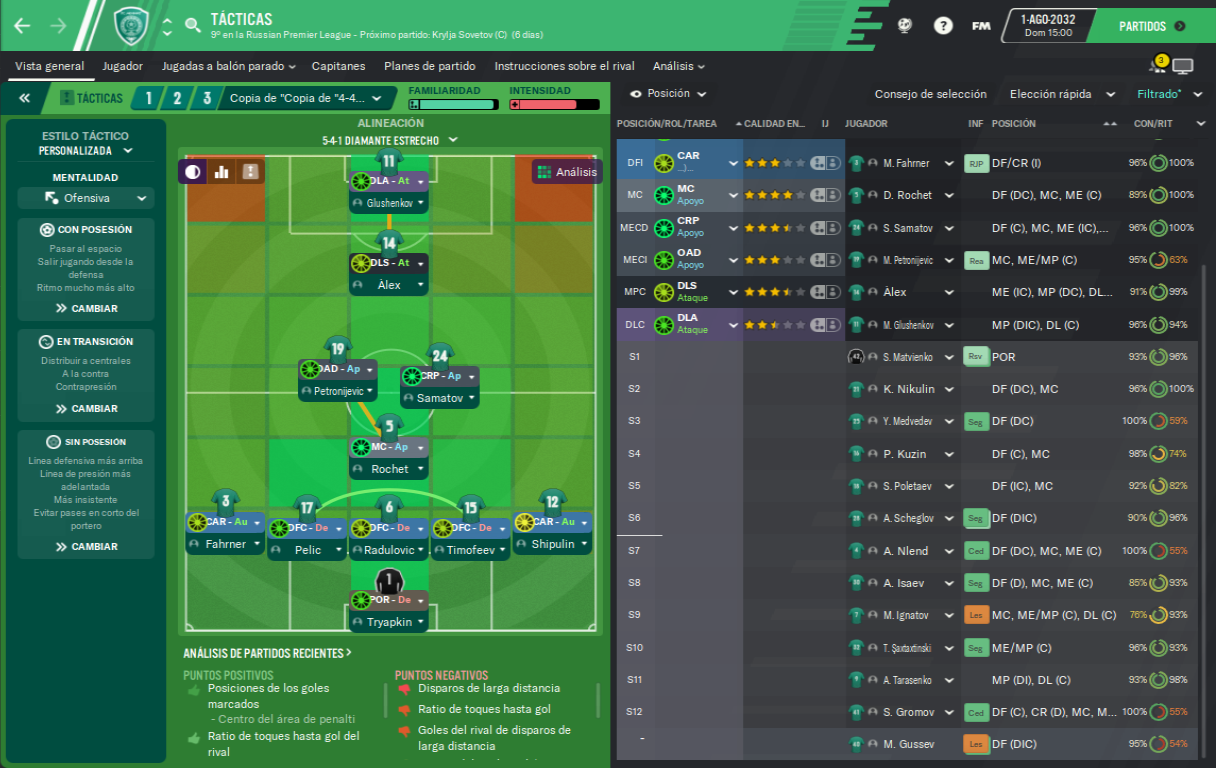 TÁCTICAS
9º en la Russian Premier League - Próximo partido: Krylja Sovetov (C) (6 días)
FM
1-AGO-2032
Dom 15:00
PARTIDOS
Vista general
Jugador
Jugadas a balón parado
Capitanes
Planes de partido
Instrucciones sobre el rival
Análisis
3
TÁCTICAS
1
2
3
Copia de "Copia de "4-4...
FAMILIARIDAD
INTENSIDAD
ESTILO TÁCTICO
PERSONALIZADA
MENTALIDAD
Ofensiva
CON POSESIÓN
Pasar al espacio
Salir jugando desde la
defensa
Ritmo mucho más alto
CAMBIAR
EN TRANSICIÓN
Distribuir a centrales
A la contra
Contrapresión
CAMBIAR
SIN POSESIÓN
Línea defensiva más arriba
Línea de presión más
adelantada
Más insistente
Evitar pases en corto del
portero
CAMBIAR
ALINEACIÓN
5-4-1 DIAMANTE ESTRECHO
Análisis
11
DLA - At
Glushenkov
14
DLS - At
Àlex
19
OAD - Ap
Petronijevic
24
CRP - Ap
Samatov
5
MC - Ap
Rochet
3
CAR - Au
Fahrner
17
DFC - De
Pelic
6
DFC - De
Radulovic
15
DFC - De
Timofeev
12
CAR - Au
Shipulin
1
POR - De
Tryapkin
ANÁLISIS DE PARTIDOS RECIENTES
PUNTOS POSITIVOS
Posiciones de los goles
marcados
- Centro del área de penalti
Ratio de toques hasta gol del
rival
PUNTOS NEGATIVOS
Disparos de larga distancia
Ratio de toques hasta gol
Goles del rival de disparos de
larga distancia
Posición
Consejo de selección
Elección rápida
Filtrado*
POSICIÓN/ROL/TAREA
CALIDAD EN...
IJ
JUGADOR
INF
POSICIÓN
CON/RIT
DFI CAR M. Fahrner RJP DF/CR (I) 96% 100%
MC MC Apoyo D. Rochet DF (DC), MC, ME (C) 89% 100%
MECD CRP Apoyo S. Samatov DF (C), MC, ME (IC),... 96% 100%
MECI OAD Apoyo M. Petronijevic Rea MC, ME/MP (C) 95% 63%
MPC DLS Ataque Àlex ME (IC), MP (DC), DL... 91% 99%
DLC DLA Ataque M. Glushenkov MP (DIC), DL (C) 96% 94%
S1 S. Matvienko Rsv POR 93% 96%
S2 K. Nikulin DF (DC), MC 96% 100%
S3 Y. Medvedev Seg DF (DC) 100% 59%
S4 P. Kuzin DF (C), MC 98% 74%
S5 S. Poletaev DF (IC), MC 92% 82%
S6 A. Scheglov Seg DF (DIC) 90% 96%
S7 A. Nlend Ced DF (DC), MC, ME (C) 100% 55%
S8 A. Isaev Seg DF (D), MC, ME (C) 85% 93%
S9 M. Ignatov Les MC, ME/MP (C), DL (C) 76% 93%
S10 T. Şaxtaxtinski Seg ME/MP (C) 96% 93%
S11 A. Tarasenko MP (DI), DL (C) 93% 98%
S12 S. Gromov Ced DF (C), CR (D), MC, M... 100% 55%
- M. Gussev Les DF (DIC) 95% 54%